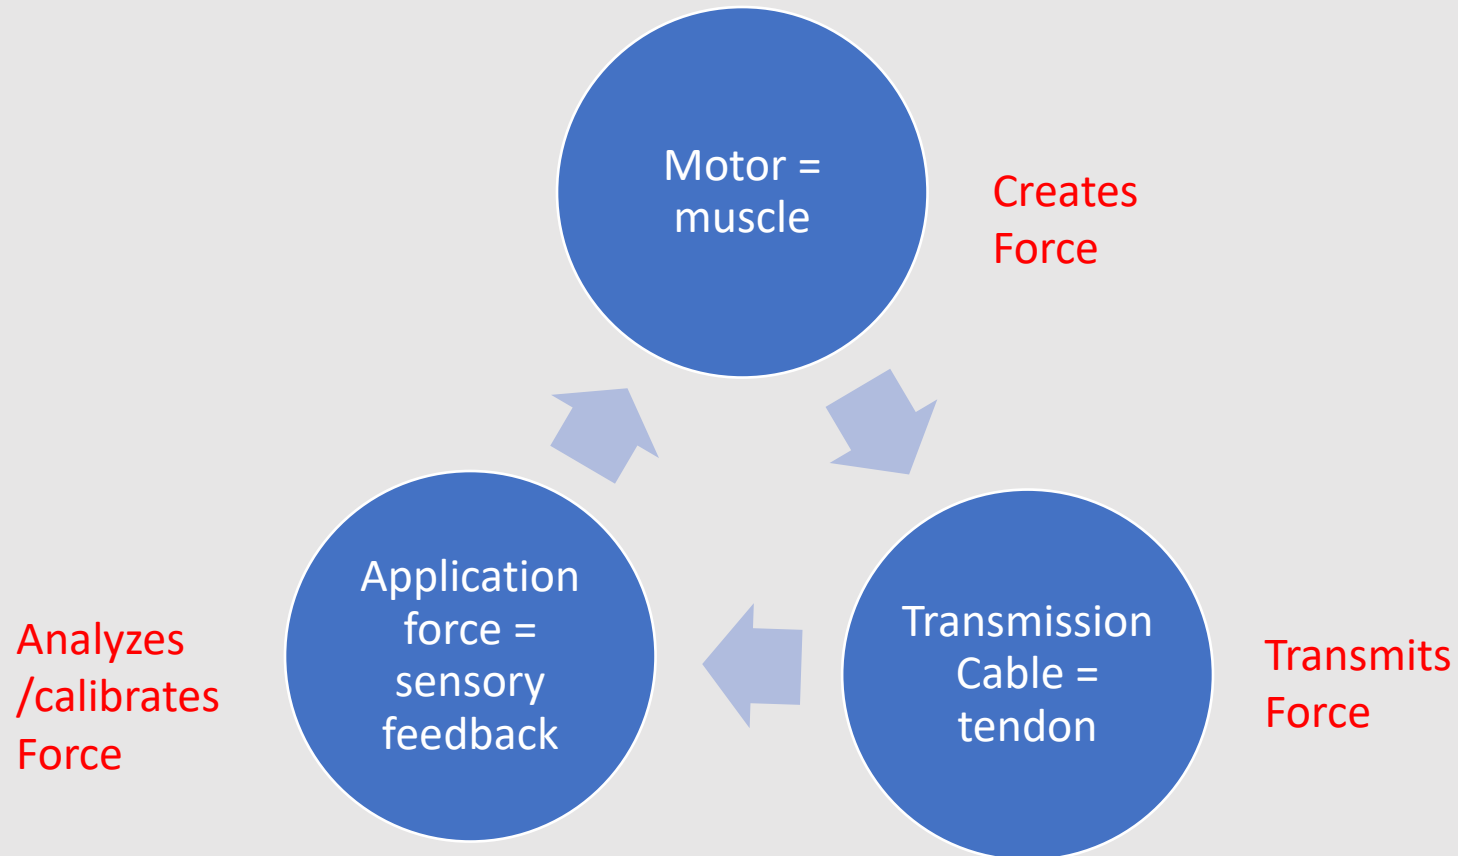 Motor =
muscle
Creates
Force
Application
force =
sensory
feedback
Analyzes
/calibrates
Force
Transmission
Cable =
tendon
Transmits
Force